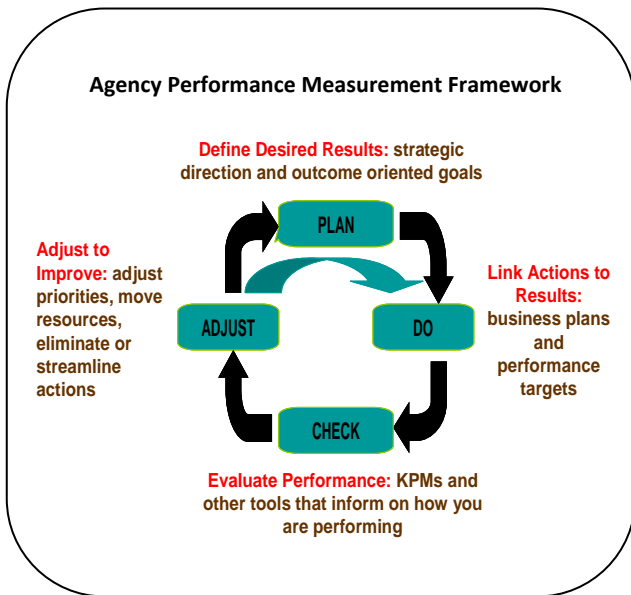 Agency Performance Measurement Framework
Define Desired Results: strategic
direction and outcome oriented goals
PLAN
Adjust to
Improve: adjust
priorities, move
resources,
eliminate or
streamline
actions
ADJUST
DO
Link Actions to
Results:
business plans
and
performance
targets
CHECK
Evaluate Performance: KPMs and
other tools that inform on how you
are performing